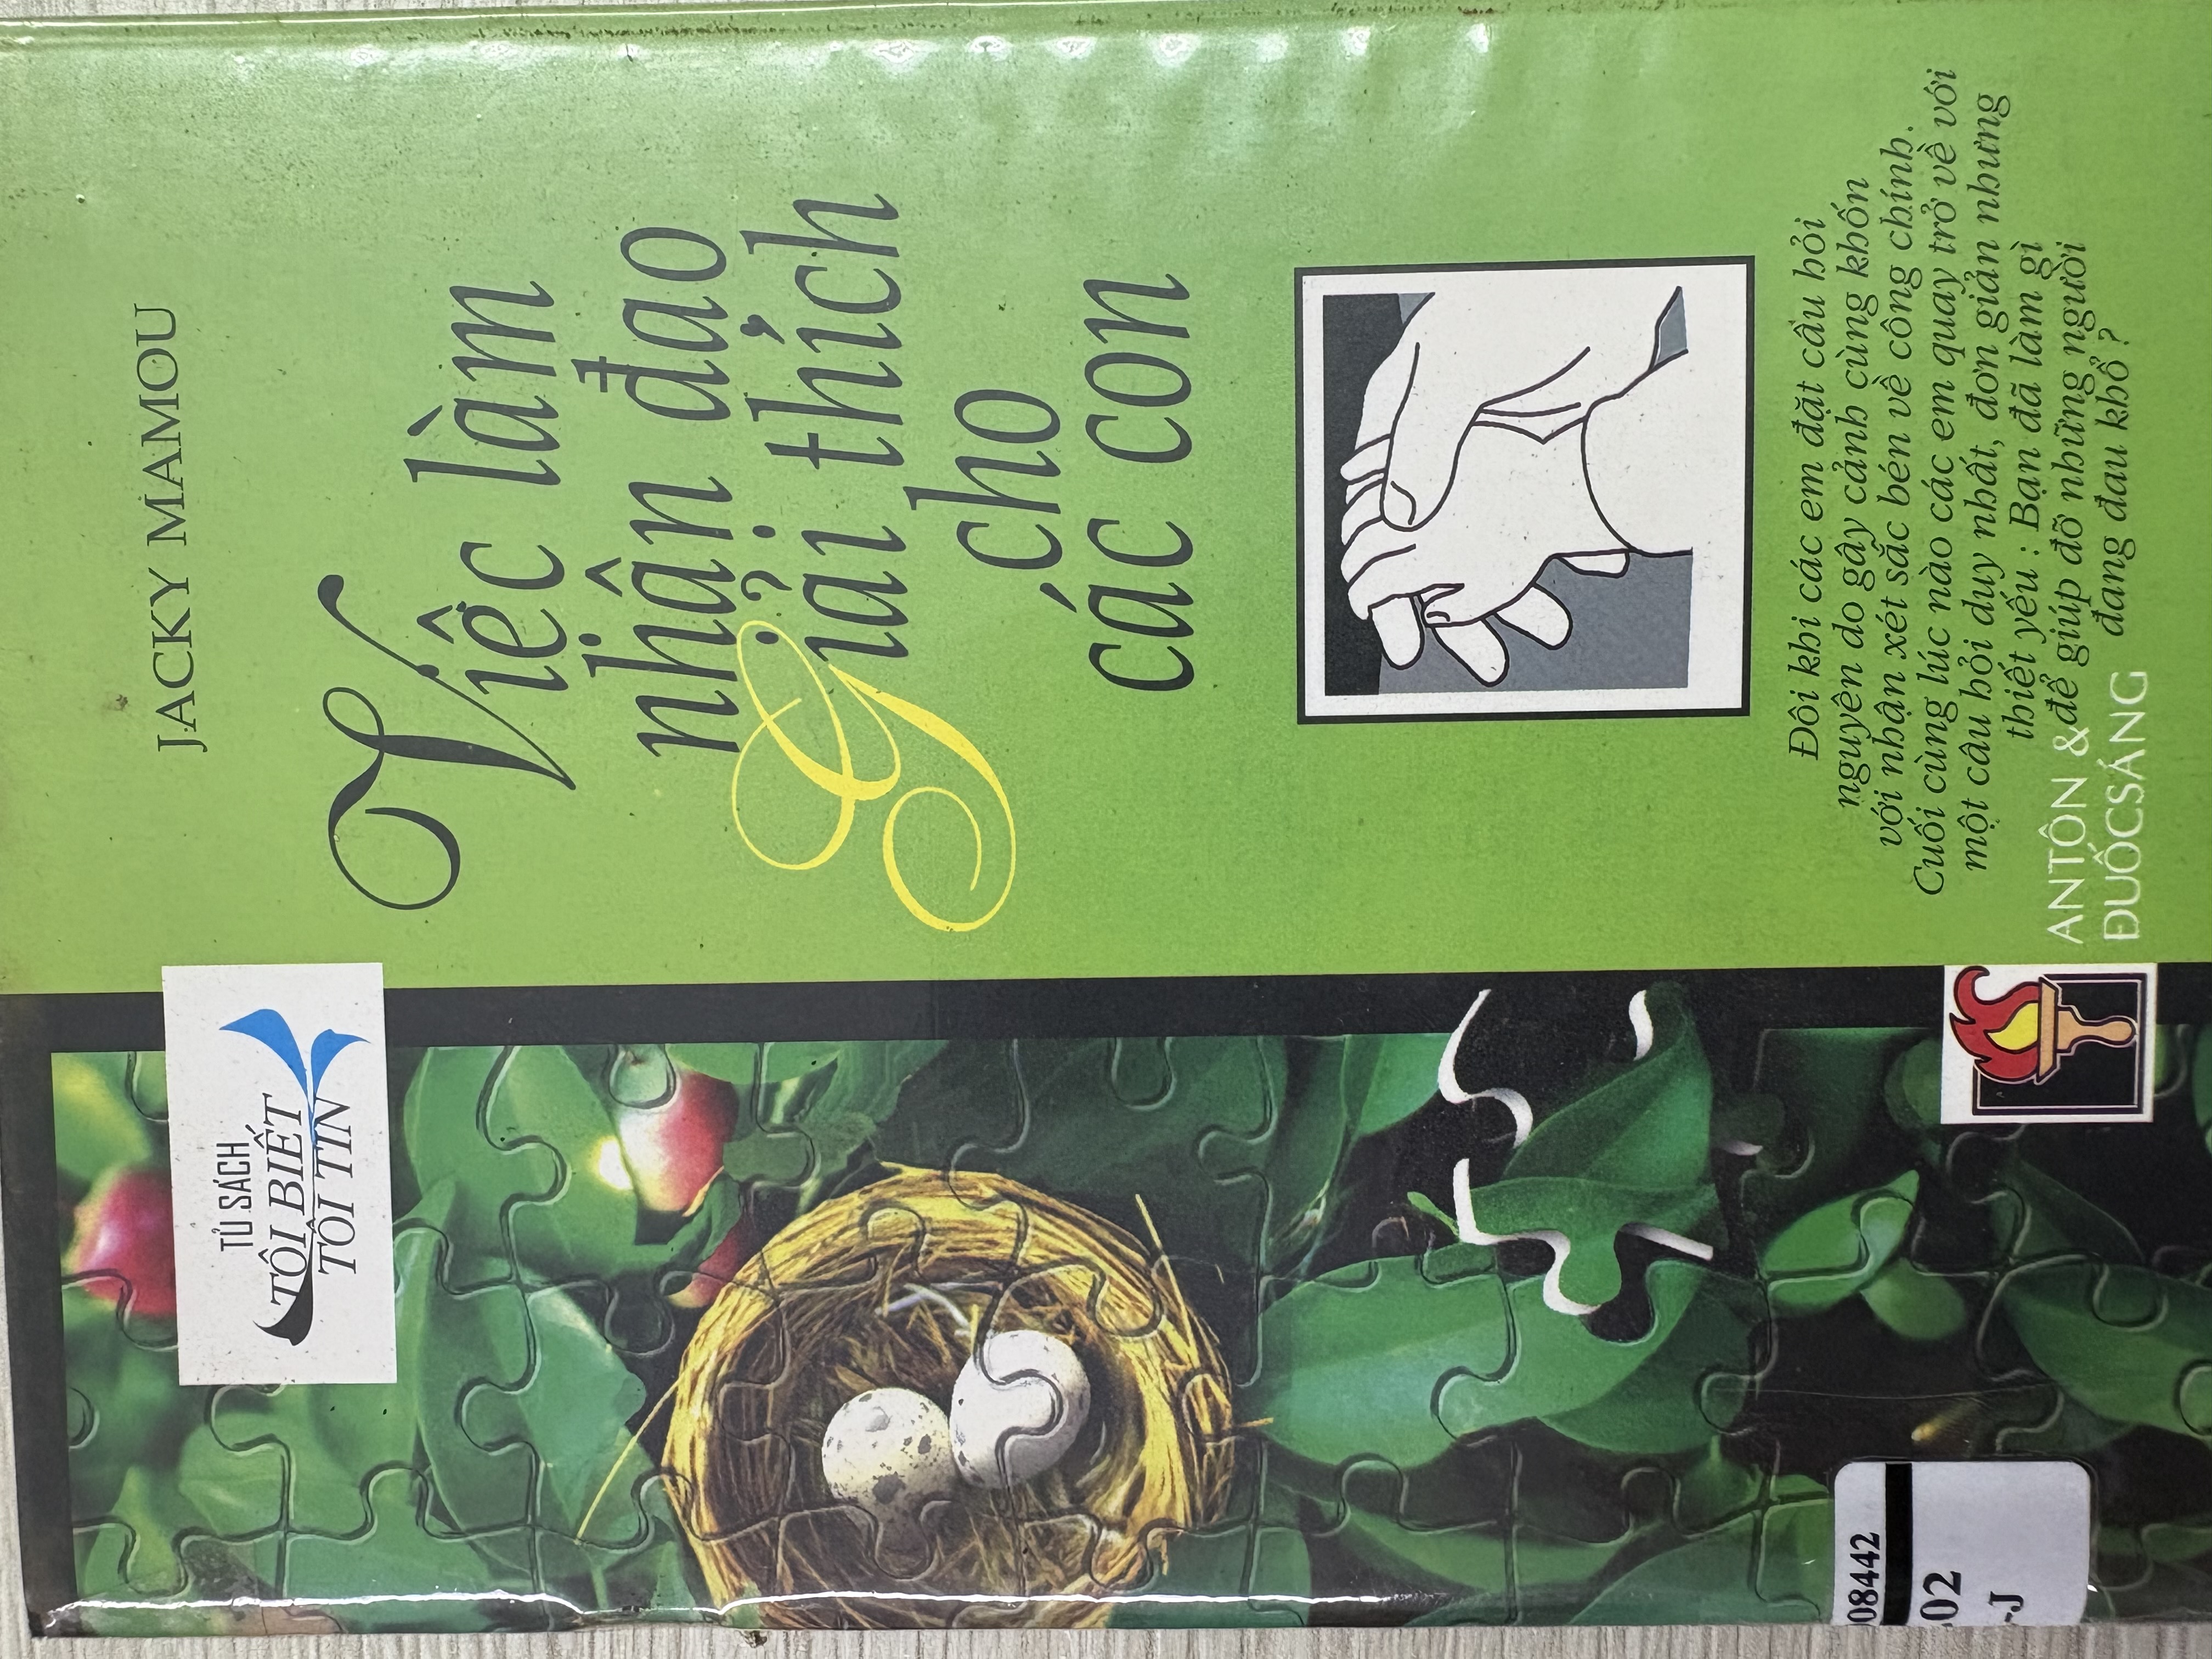 JACKY MAMOU
Việc làm
nhân đạo
Giải thích
cho
các con
TỦ SÁCH
TÔI BIẾT
TÔI TIN
Đôi khi các em đặt câu hỏi
nguyên do gây cảnh cùng khốn
với nhận xét sắc bén về công chính.
Cuối cùng lúc nào các em quay trở về với
một câu hỏi duy nhất, đơn giản nhưng
thiết yếu : Bạn đã làm gì
để giúp đỡ những người
đang đau khổ ?
ANTÔN &
ĐUỐCSÁNG
08442
02
-J